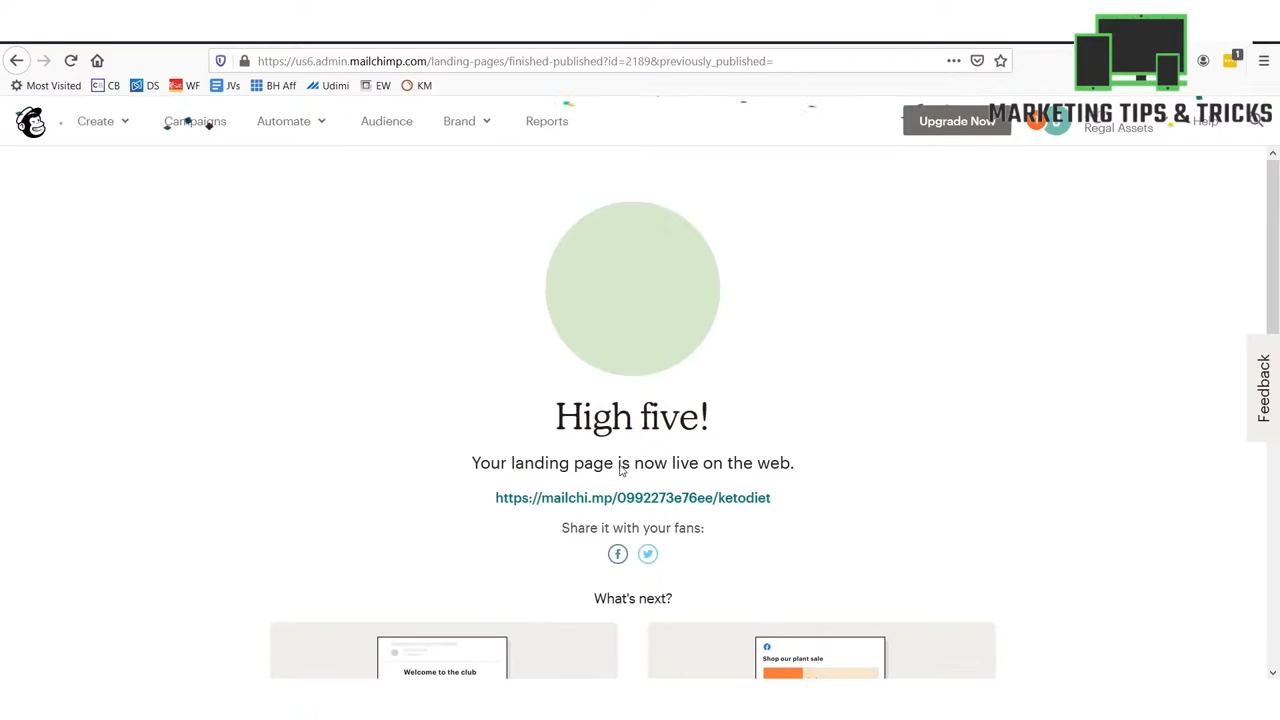 https://us6.admin.mailchimp.com/landing-pages/finished-published?id=2189&previously_published=
1
Most Visited CB DS WF JVs BH Aff Udimi EW KM
MARKETING TIPS & TRICKS
Create Campaigns Automate Audience Brand Reports Upgrade Now Regal Assets Help
High five!
Your landing page is now live on the web.
https://mailchi.mp/0992273e76ee/ketodiet
Share it with your fans:
What's next?
Welcome to the club
Shop our plant sale
Feedback